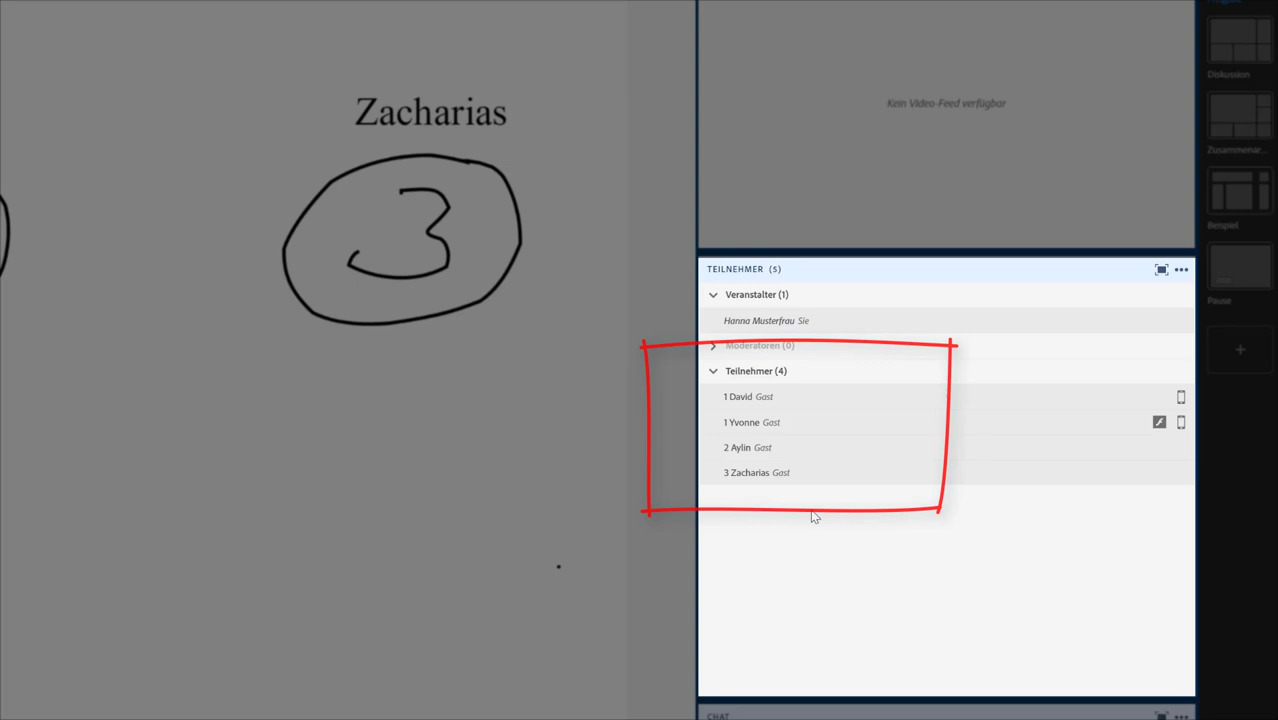 Zacharias
3
Kein Video-Feed verfügbar
TEILNEHMER (5)
Veranstalter (1)
Hanna Musterfrau Sie
Moderatoren (0)
Teilnehmer (4)
1 David Gast
1 Yvonne Gast
2 Aylin Gast
3 Zacharias Gast
CHAT
Diskussion
Zusammenar...
Beispiel
Pause